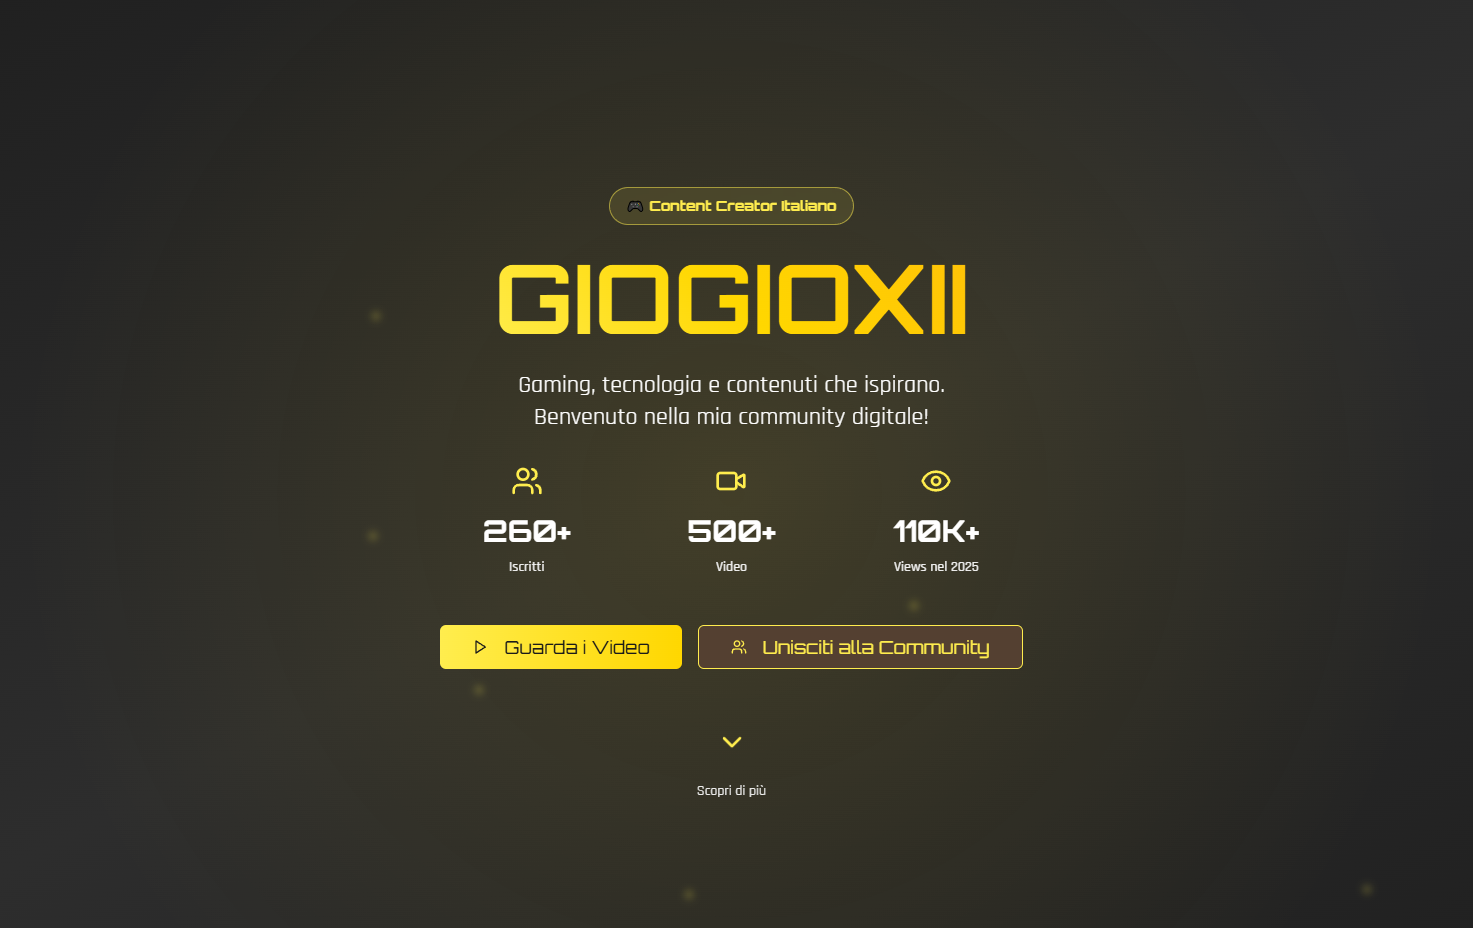 Content Creator Italiano
GIOGIOXII
Gaming, tecnologia e contenuti che ispirano.
Benvenuto nella mia community digitale!
260+ 500+ 110K+
Iscritti Video Views nel 2025
Guarda i Video Unisciti alla Community
Scopri di più